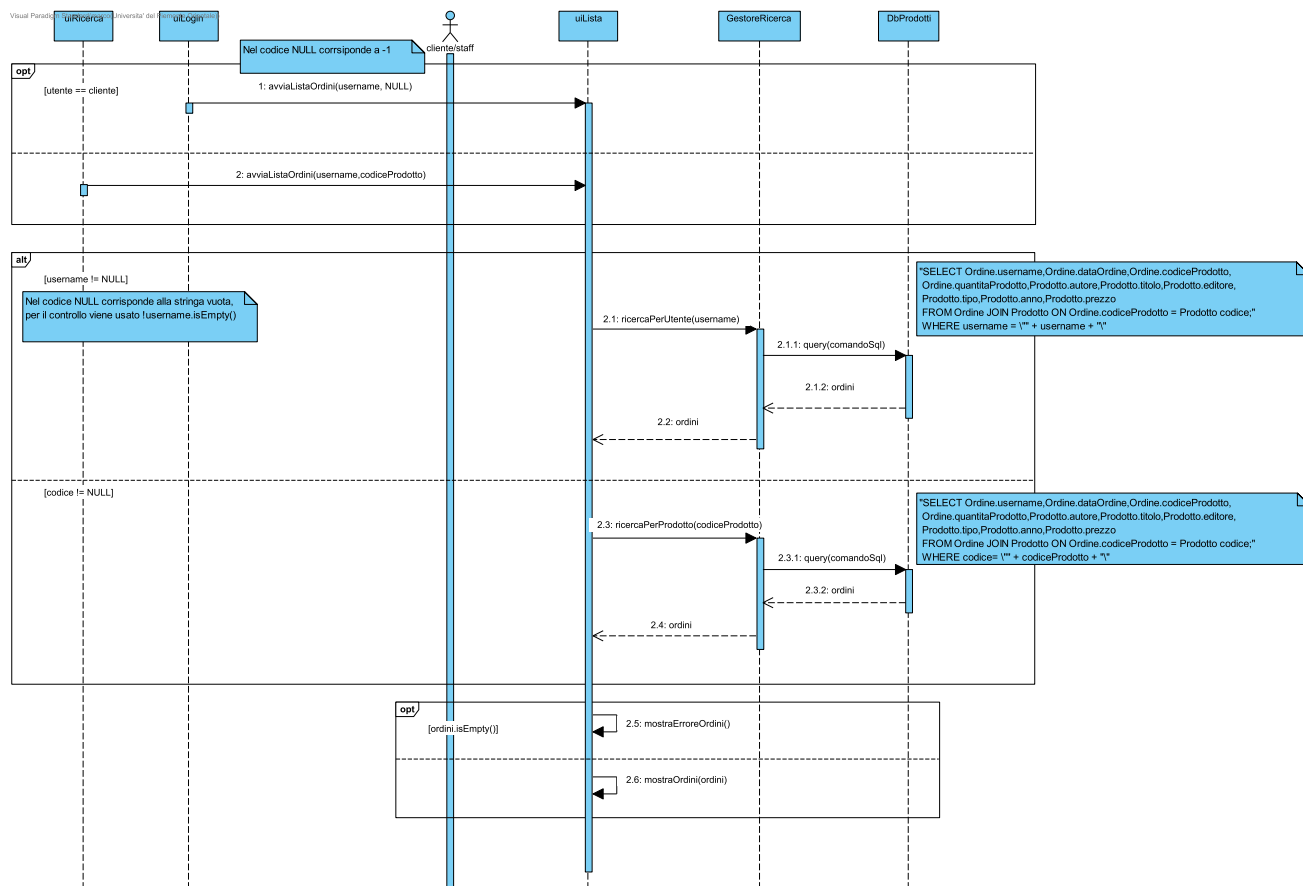 Visual Paradigm
uiRicerca
uiLogin
cliente/staff
uiLista
GestoreRicerca
DbProdotti
Nel codice NULL corrsiponde a -1
opt
[utente == cliente]
1: avviaListaOrdini(username, NULL)
2: avviaListaOrdini(username,codiceProdotto)
alt
[username != NULL]
Nel codice NULL corrisponde alla stringa vuota,
per il controllo viene usato !username.isEmpty()
"SELECT Ordine.username,Ordine.dataOrdine,Ordine.codiceProdotto,
Ordine.quantitaProdotto,Prodotto.autore,Prodotto.titolo,Prodotto.editore,
Prodotto.tipo,Prodotto.anno,Prodotto.prezzo
FROM Ordine JOIN Prodotto ON Ordine.codiceProdotto = Prodotto codice;"
WHERE username = \"" + username + "\"
2.1: ricercaPerUtente(username)
2.1.1: query(comandoSql)
2.1.2: ordini
2.2: ordini
[codice != NULL]
"SELECT Ordine.username,Ordine.dataOrdine,Ordine.codiceProdotto,
Ordine.quantitaProdotto,Prodotto.autore,Prodotto.titolo,Prodotto.editore,
Prodotto.tipo,Prodotto.anno,Prodotto.prezzo
FROM Ordine JOIN Prodotto ON Ordine.codiceProdotto = Prodotto codice;"
WHERE codice= \"" + codiceProdotto + "\"
2.3: ricercaPerProdotto(codiceProdotto)
2.3.1: query(comandoSql)
2.3.2: ordini
2.4: ordini
opt
[ordini.isEmpty()]
2.5: mostraErroreOrdini()
2.6: mostraOrdini(ordini)